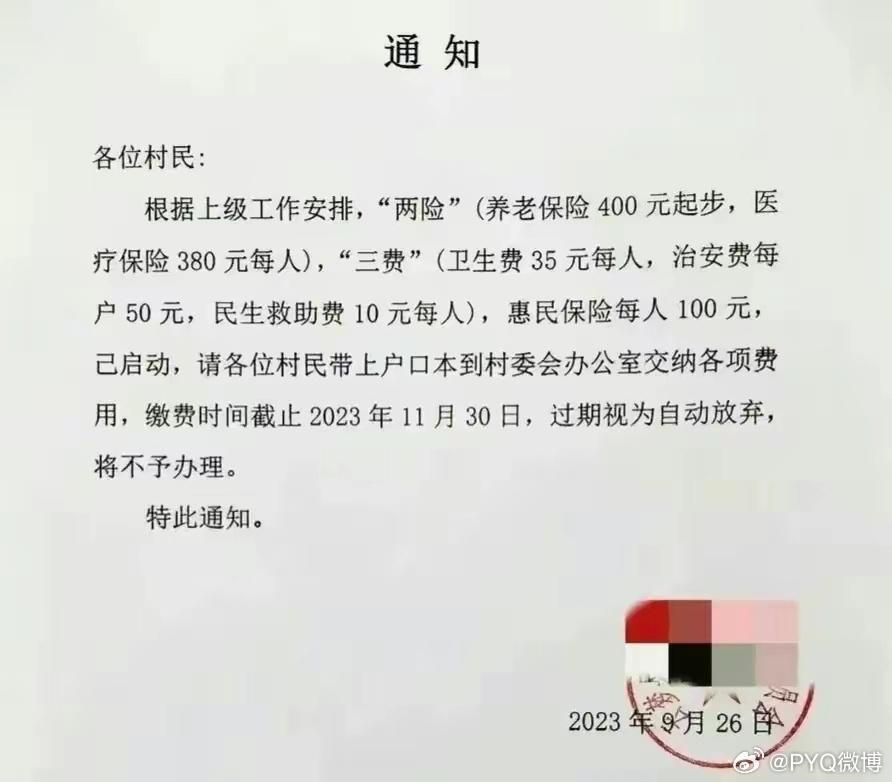 通 知
各位村民:
根据上级工作安排，“两险”(养老保险 400 元起步，医
疗保险 380 元每人)，“三费”(卫生费 35 元每人，治安费每
户 50 元，民生救助费 10 元每人)，惠民保险每人 100 元，
己启动，请各位村民带上户口本到村委会办公室交纳各项费
用，缴费时间截止 2023 年 11 月 30 日，过期视为自动放弃，
将不予办理。
特此通知。
2023 年 9 月 26 日
@PYQ微博